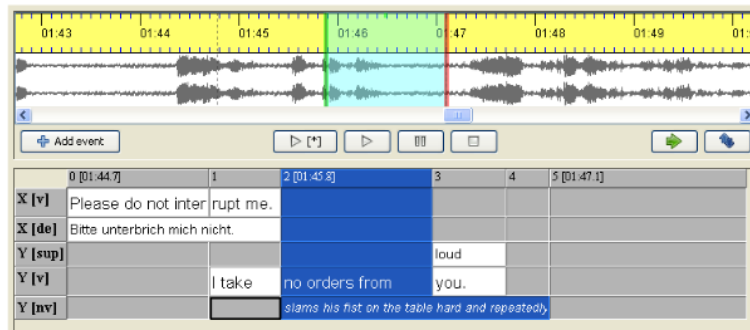 01:43 01:44 01:45 01:46 01:47 01:48 01:49 01:
Add event [*]
0 [01:44.7] 1 2 [01:45.8] 3 4 5 [01:47.1]
X [v] Please do not inter rupt me.
X [de] Bitte unterbrich mich nicht.
Y [sup] loud
Y [v] I take no orders from you.
Y [nv] slams his fist on the table hard and repeatedly